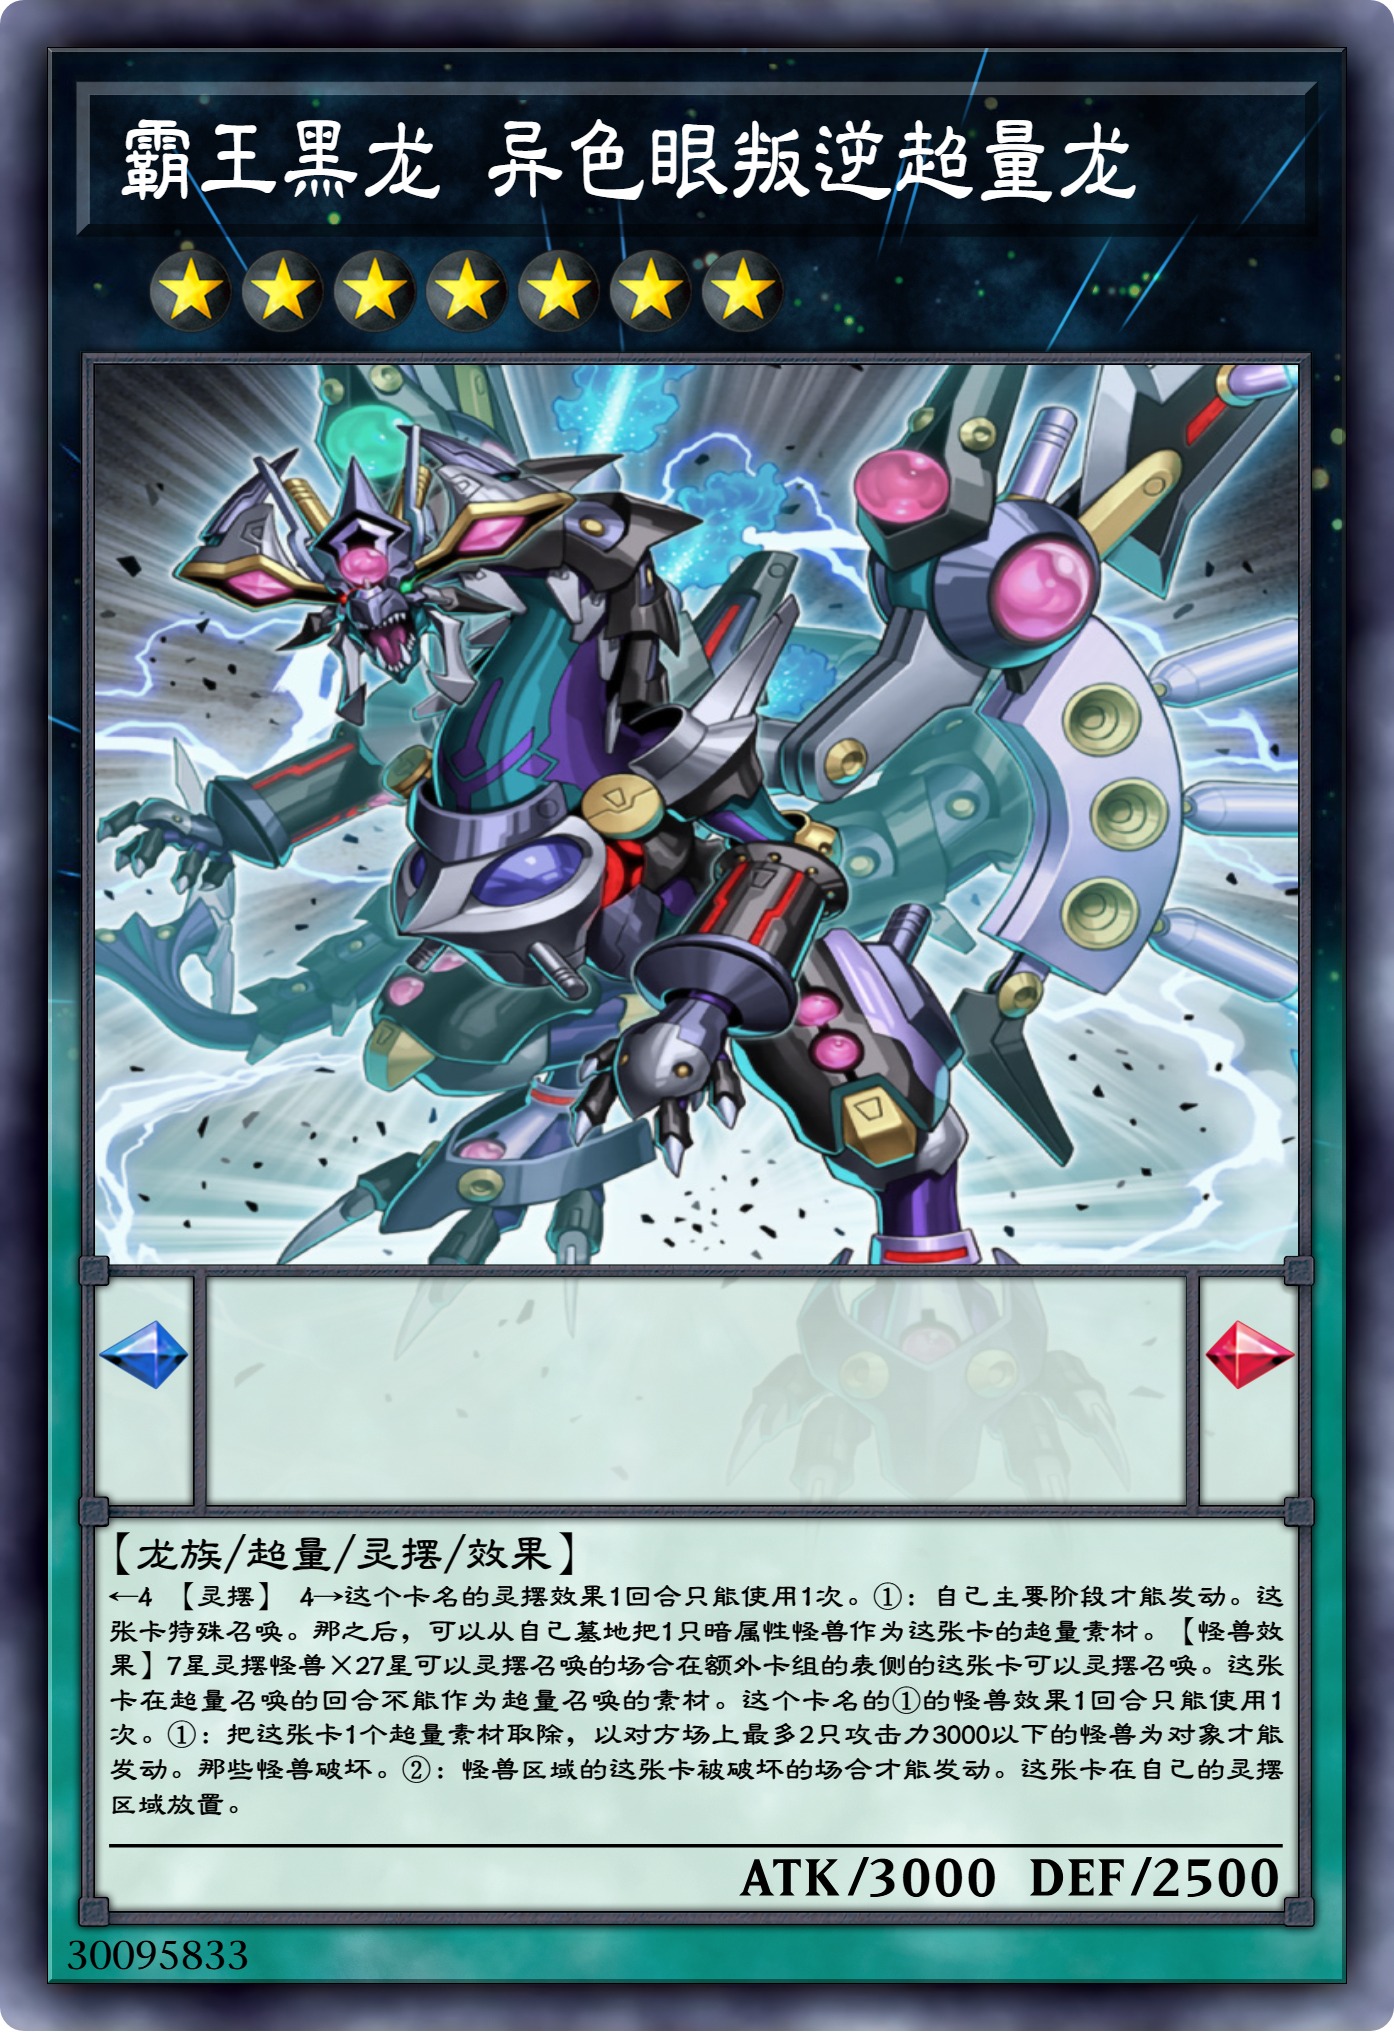 霸王黑龙 异色眼叛逆超量龙
【龙族/超量/灵摆/效果】
←4 【灵摆】 4→这个卡名的灵摆效果1回合只能使用1次。①：自己主要阶段才能发动。这
张卡特殊召唤。那之后，可以从自己墓地把1只暗属性怪兽作为这张卡的超量素材。【怪兽效
果】7星灵摆怪兽×27星可以灵摆召唤的场合在额外卡组的表侧的这张卡可以灵摆召唤。这张
卡在超量召唤的回合不能作为超量召唤的素材。这个卡名的①的怪兽效果1回合只能使用1
次。①：把这张卡1个超量素材取除，以对方场上最多2只攻击力3000以下的怪兽为对象才能
发动。那些怪兽破坏。②：怪兽区域的这张卡被破坏的场合才能发动。这张卡在自己的灵摆
区域放置。
ATK/3000 DEF/2500
30095833